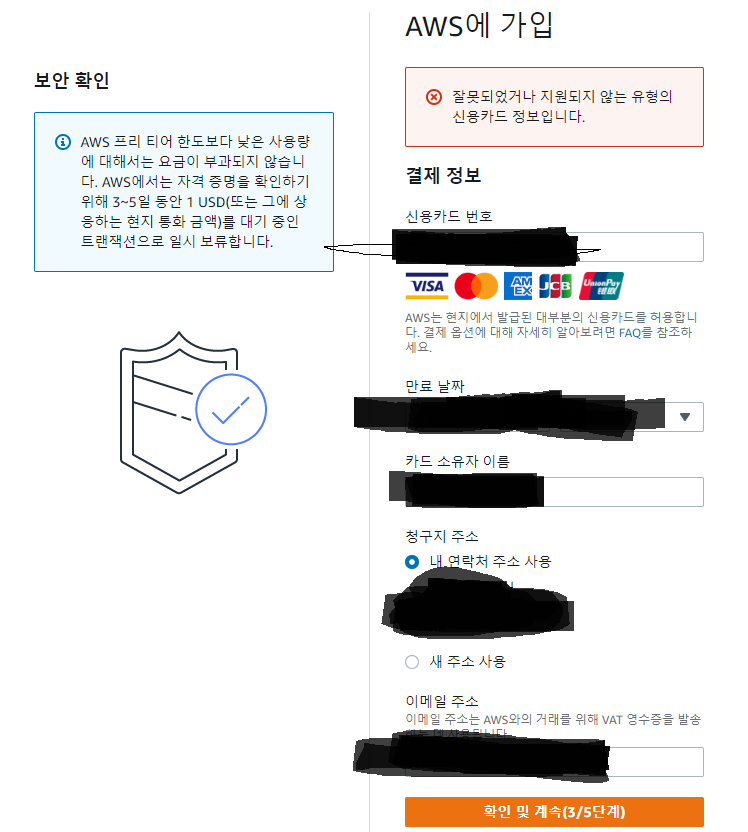 AWS에 가입
보안 확인
AWS 프리 티어 한도보다 낮은 사용량
에 대해서는 요금이 부과되지 않습니
다. AWS에서는 자격 증명을 확인하기
위해 3~5일 동안 1 USD(또는 그에 상
응하는 현지 통화 금액)를 대기 중인
트랜잭션으로 일시 보류합니다.
잘못되었거나 지원되지 않는 유형의
신용카드 정보입니다.
결제 정보
신용카드 번호
VISA
AM
EX
JCB
UnionPay
银联
AWS는 현지에서 발급된 대부분의 신용카드를 허용합니
다. 결제 옵션에 대해 자세히 알아보려면 FAQ를 참조하
세요.
만료 날짜
카드 소유자 이름
청구지 주소
내 연락처 주소 사용
새 주소 사용
이메일 주소
이메일 주소는 AWS와의 거래를 위해 VAT 영수증을 발송
확인 및 계속(3/5단계)